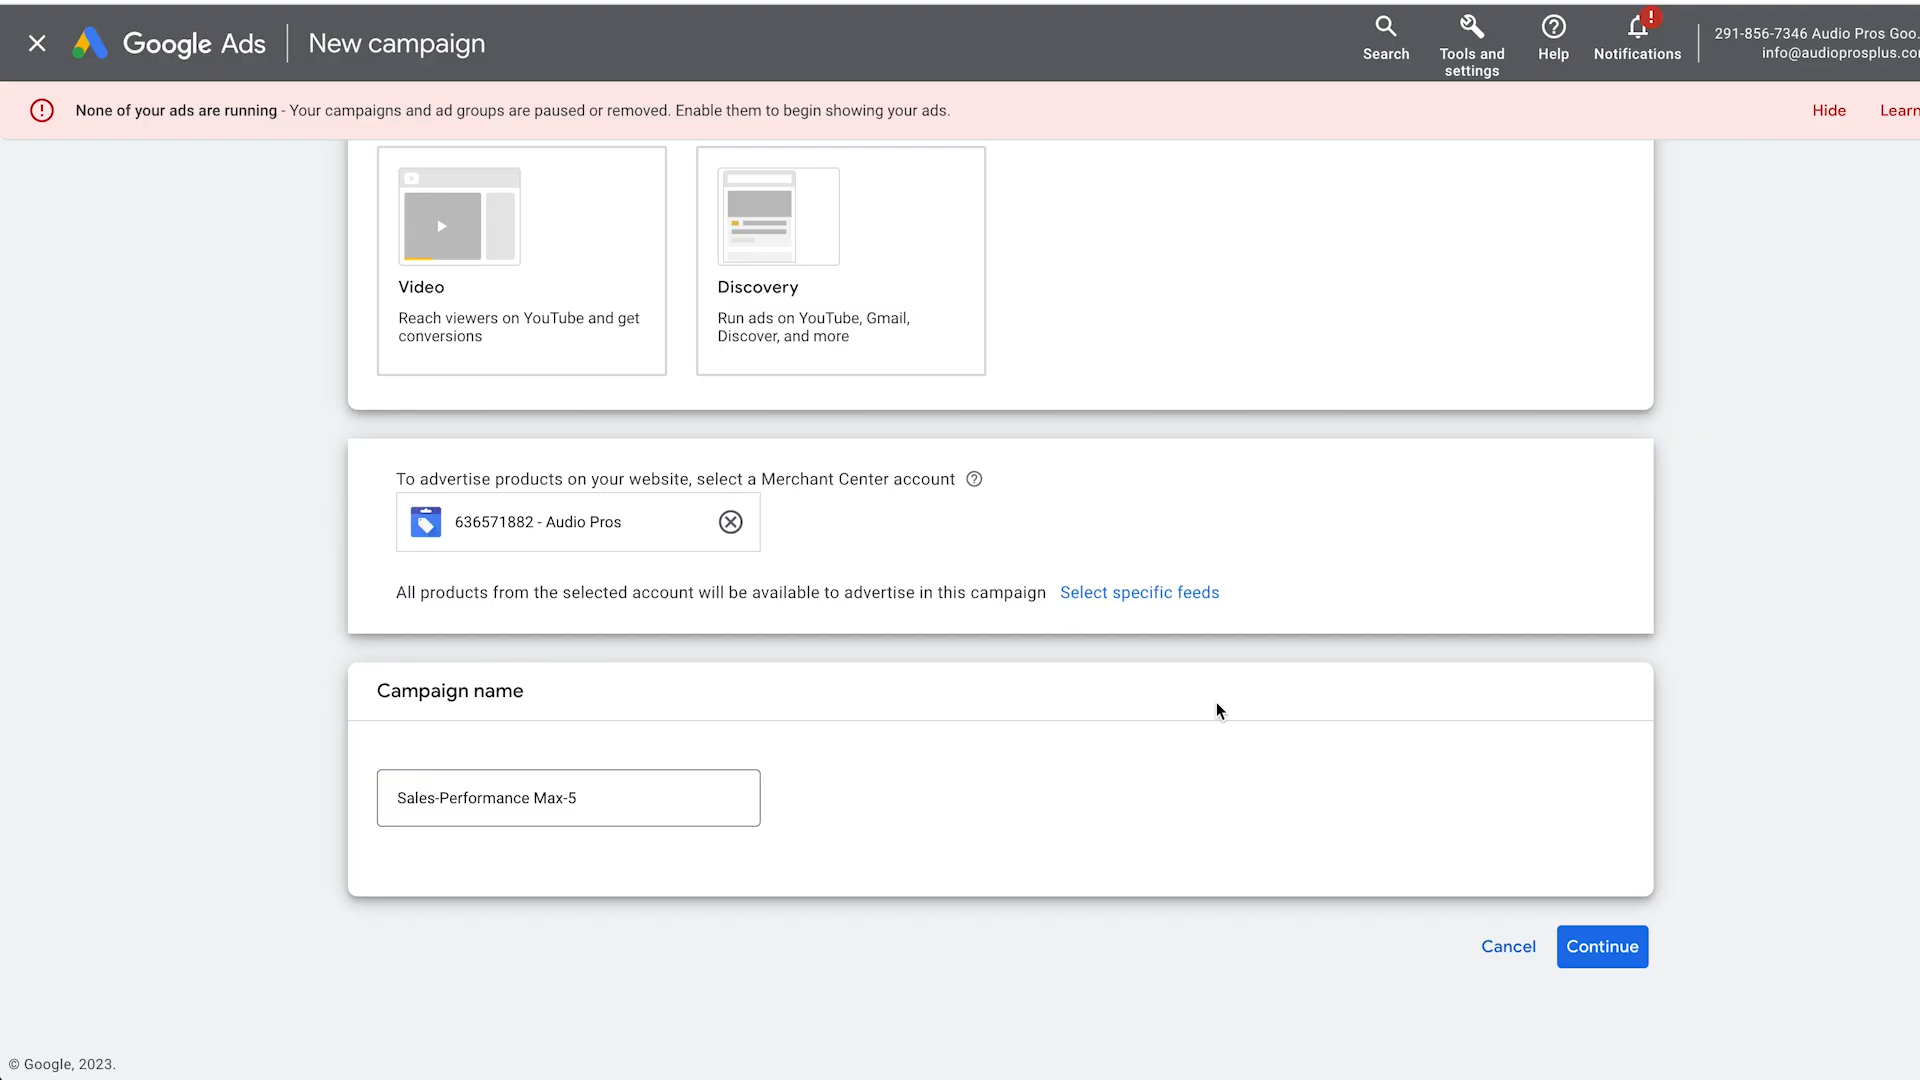 Google Ads
New campaign
Search
Tools and
settings
Help
!
Notifications
291-856-7346 Audio Pros Goo...
info@audioprosplus.co
None of your ads are running - Your campaigns and ad groups are paused or removed. Enable them to begin showing your ads.
Hide
Learn
Video
Reach viewers on YouTube and get
conversions
Discovery
Run ads on YouTube, Gmail,
Discover, and more
To advertise products on your website, select a Merchant Center account
636571882 - Audio Pros
All products from the selected account will be available to advertise in this campaign Select specific feeds
Campaign name
Sales-Performance Max-5
Cancel
Continue
© Google, 2023.